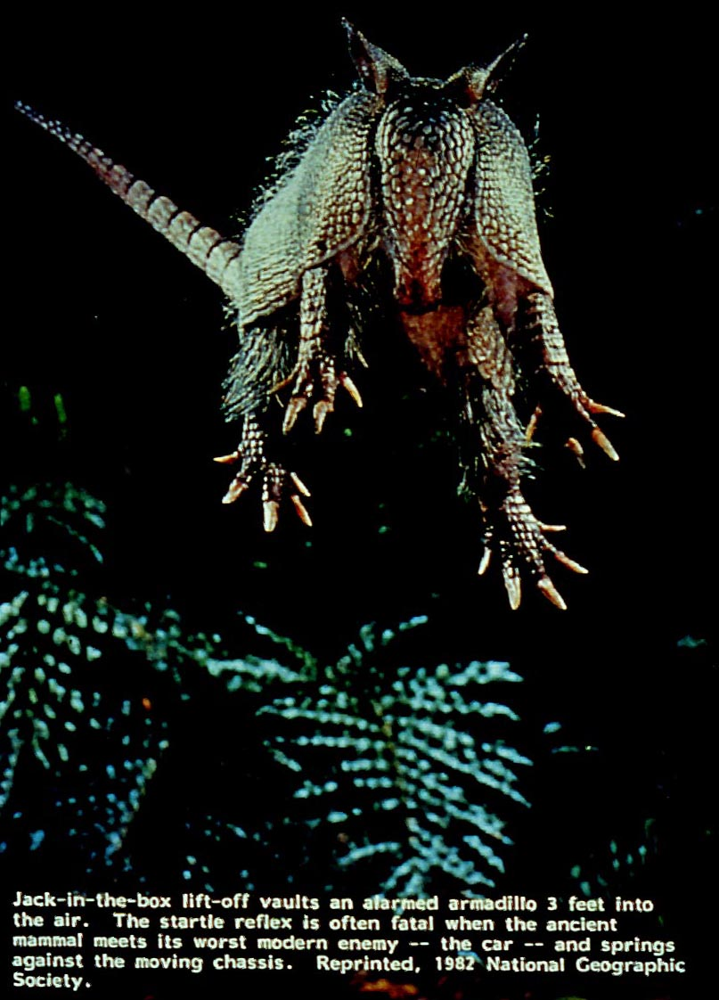 Jack-in-the-box lift-off vaults an alarmed armadillo 3 feet into
the air.  The startle reflex is often fatal when the ancient
mammal meets its worst modern enemy -- the car -- and springs
against the moving chassis.  Reprinted, 1982 National Geographic
Society.